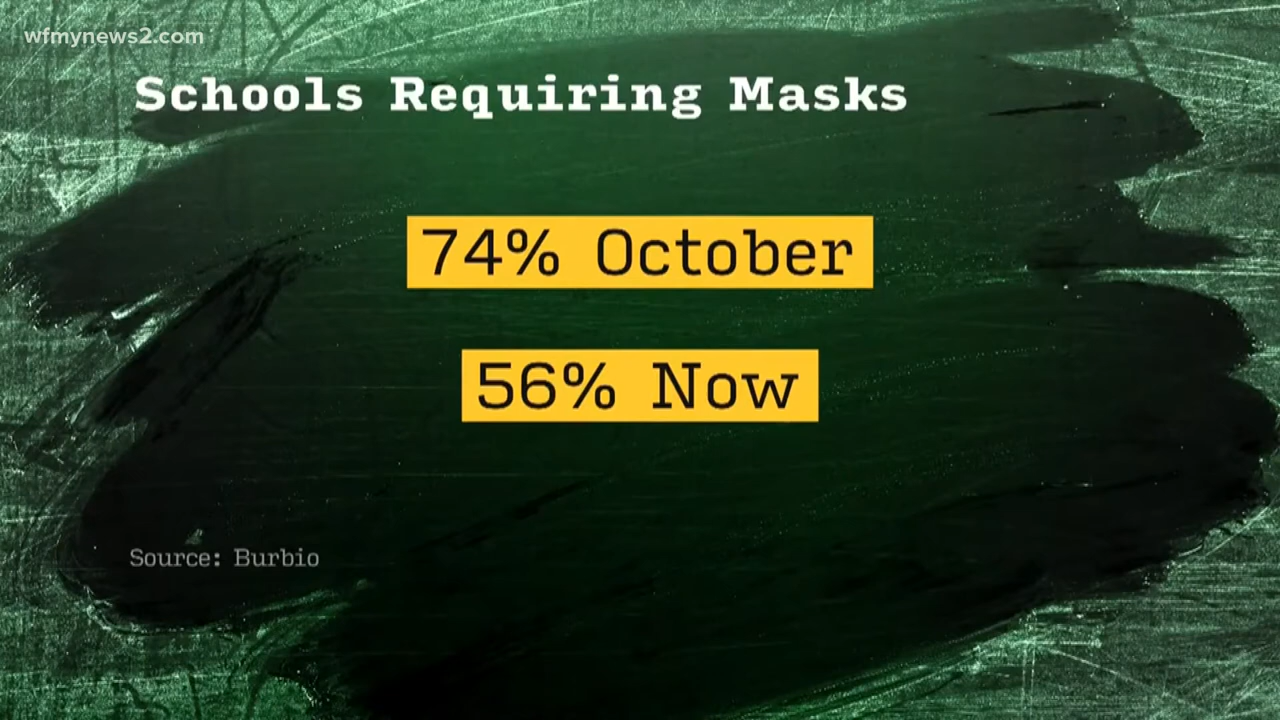 wfmynews2.com
Schools Requiring Masks
74% October
56% Now
Source: Burbio